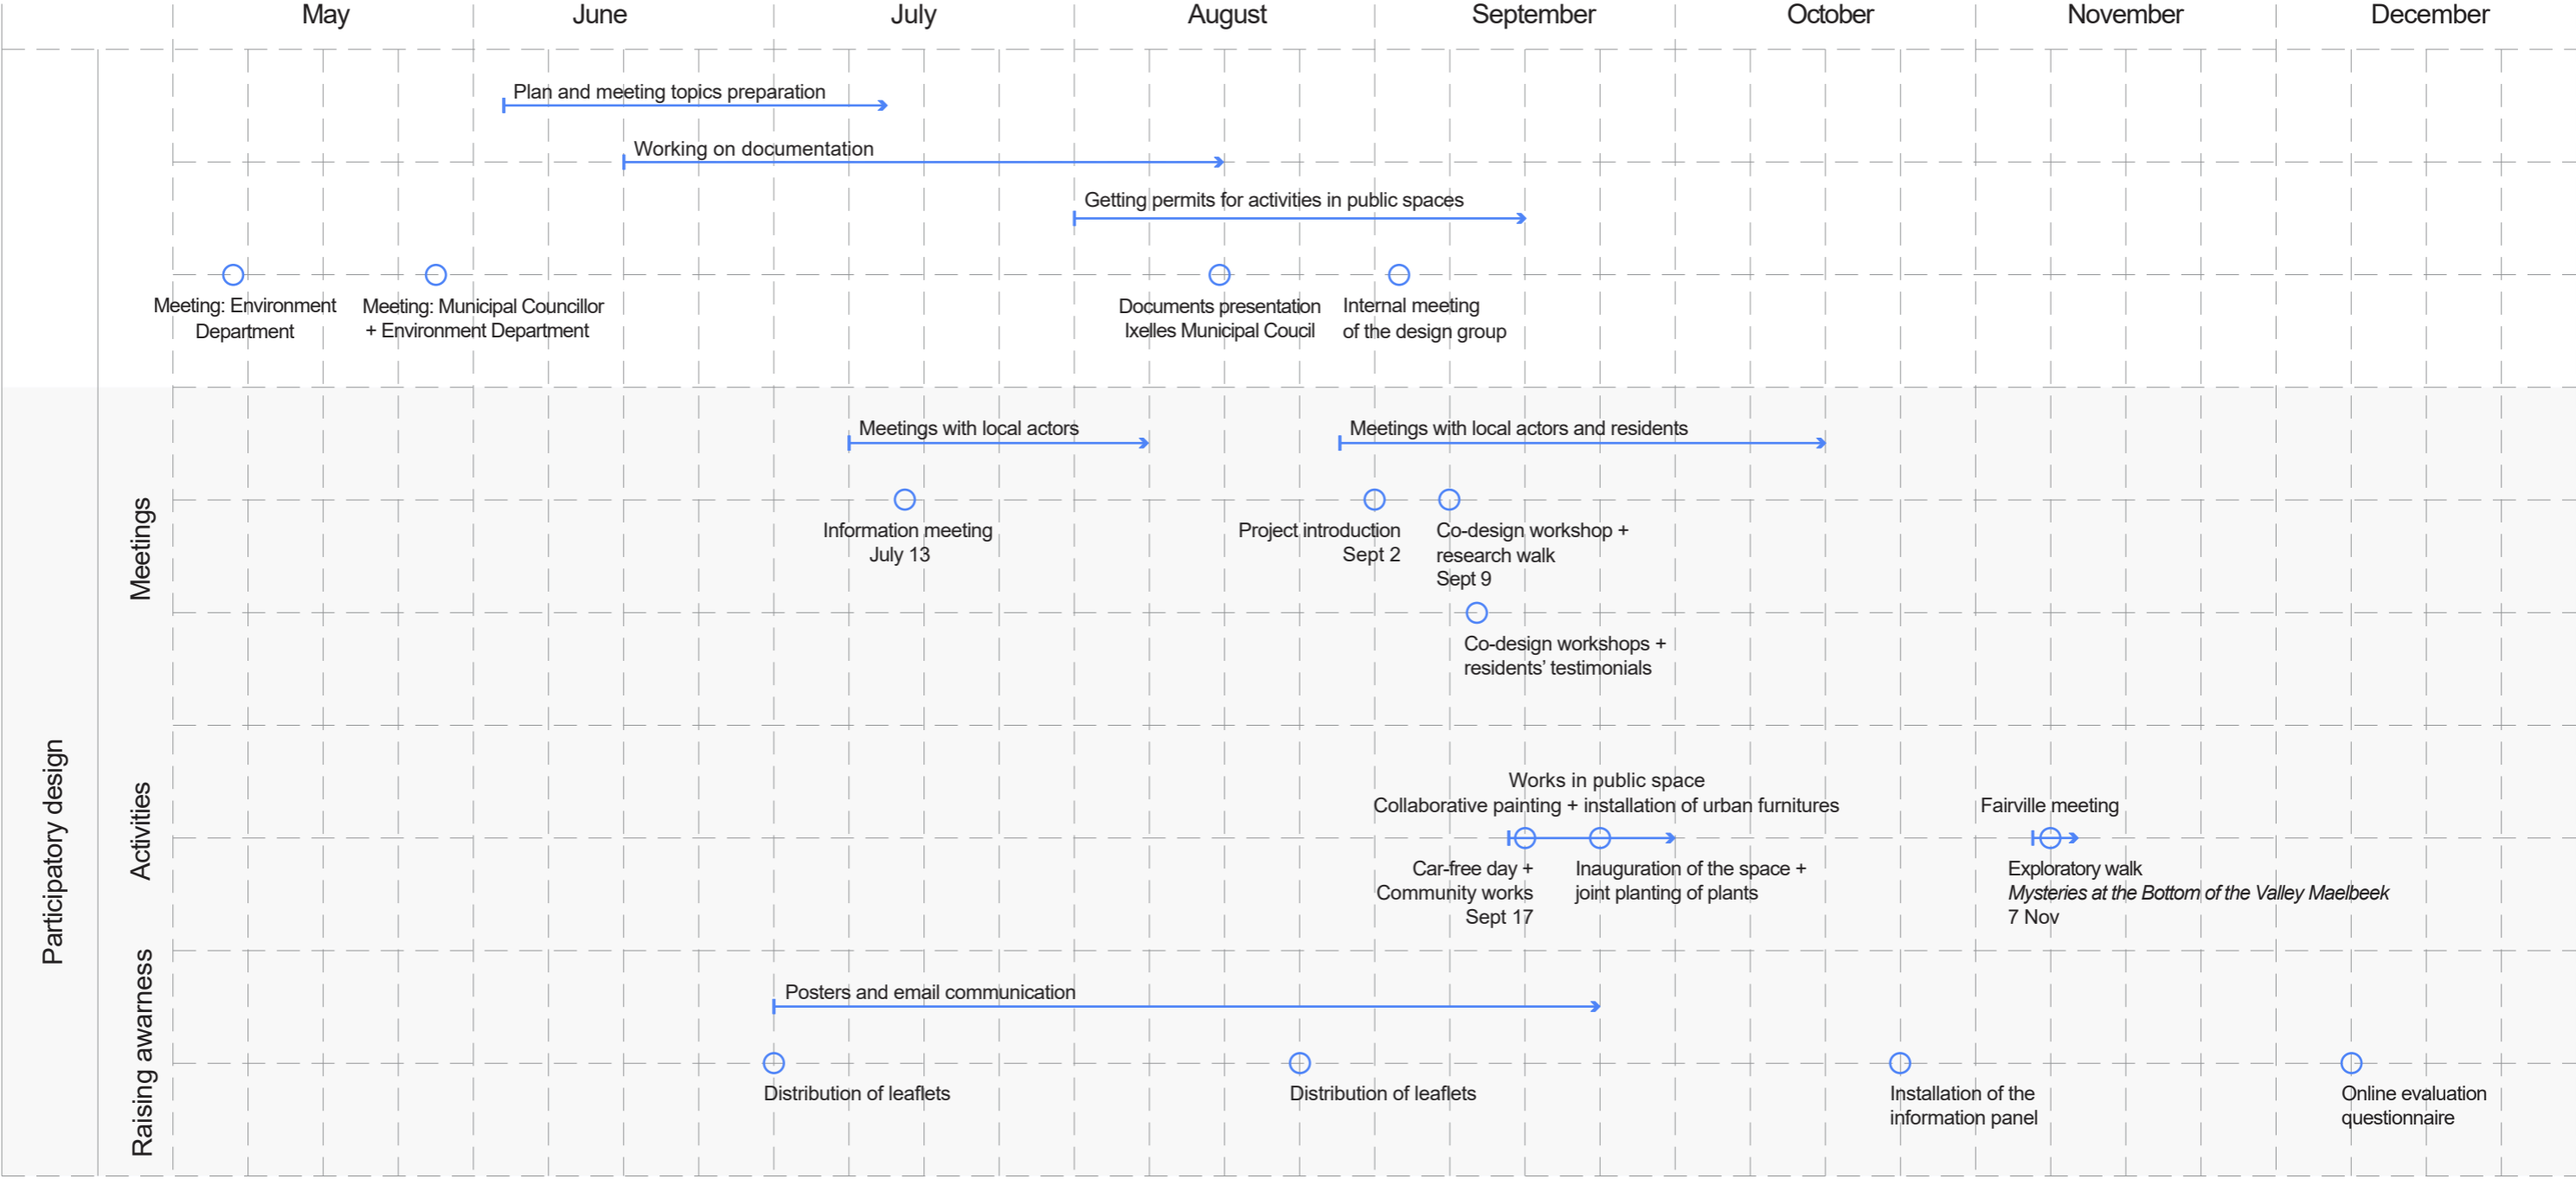 May June July August September October November December
Plan and meeting topics preparation
Working on documentation
Getting permits for activities in public spaces
Meeting: Environment
Department
Meeting: Municipal Councillor
+ Environment Department
Documents presentation
Ixelles Municipal Coucil
Internal meeting
of the design group
Participatory design
Meetings
Meetings with local actors
Meetings with local actors and residents
Information meeting
July 13
Project introduction
Sept 2
Co-design workshop +
research walk
Sept 9
Co-design workshops +
residents’ testimonials
Activities
Works in public space
Collaborative painting + installation of urban furnitures
Car-free day +
Community works
Sept 17
Inauguration of the space +
joint planting of plants
Fairville meeting
Exploratory walk
Mysteries at the Bottom of the Valley Maelbeek
7 Nov
Raising awarness
Posters and email communication
Distribution of leaflets
Distribution of leaflets
Installation of the
information panel
Online evaluation
questionnaire